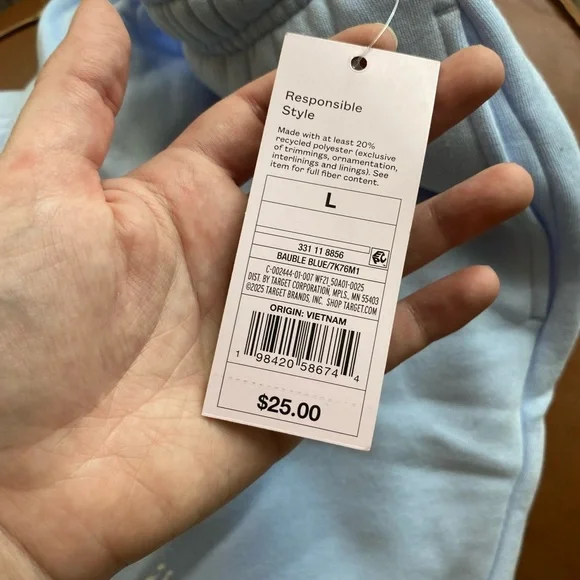 Responsible
Style
Made with at least 20%
recycled polyester (exclusive
of trimmings, ornamentation,
interlinings and linings). See
item for full fiber content.
L
331 11 8856
BAUBLE BLUE/7K76M1
C-002444-01-007 WF21_50A01-0025
DIST. BY TARGET CORPORATION, MPLS, MN 55403
©2025 TARGET BRANDS, INC. SHOP TARGET.COM
ORIGIN: VIETNAM
1 98420 58674 4
$25.00